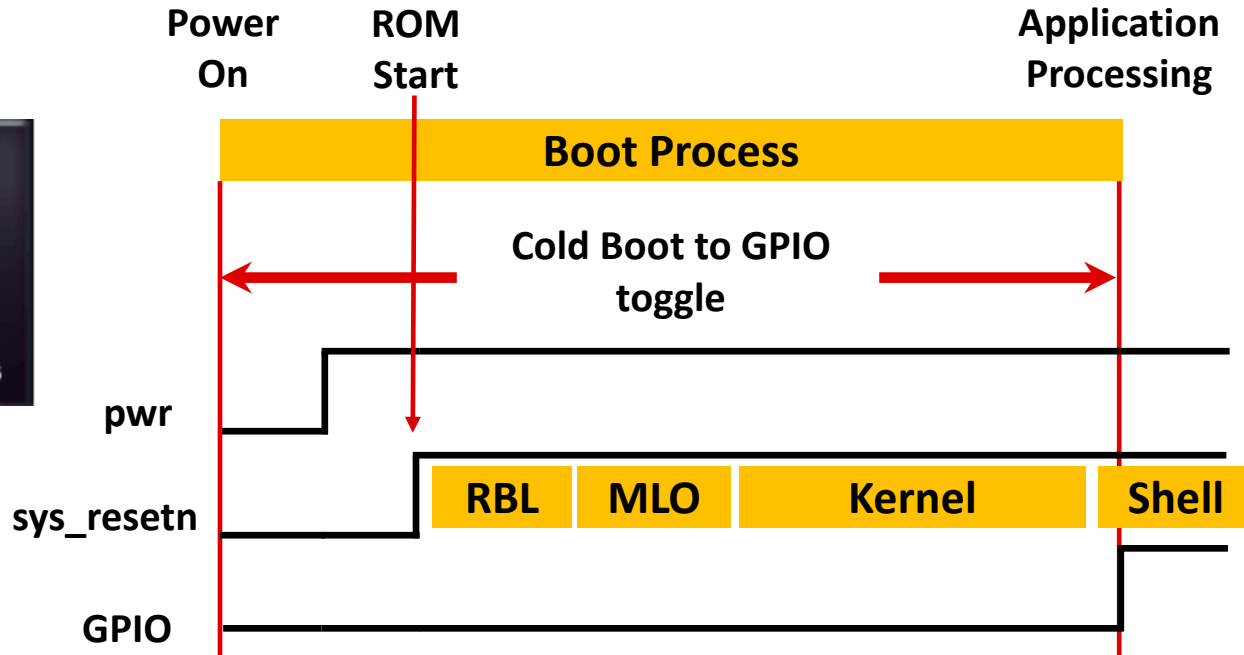 Power
On
ROM
Start
Application
Processing
Boot Process
Cold Boot to GPIO
toggle
pwr
sys_resetn
RBL
MLO
Kernel
Shell
GPIO